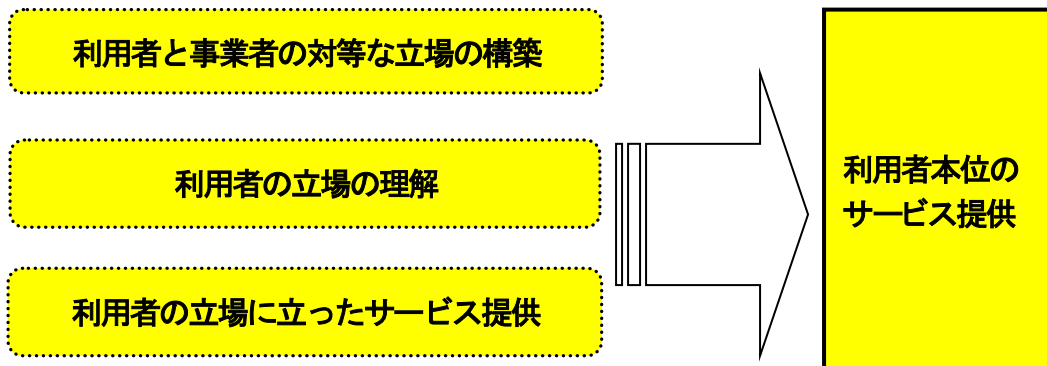 利用者と事業者の対等な立場の構築
利用者の立場の理解
利用者の立場に立ったサービス提供
利用者本位の
サービス提供